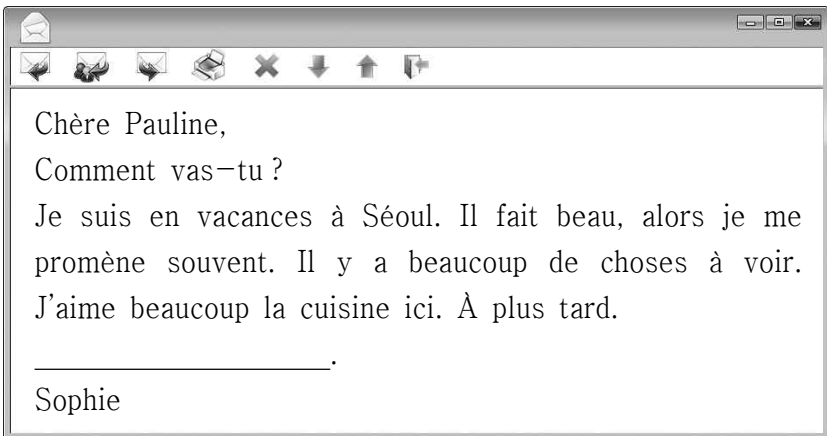 Chère Pauline,
Comment vas-tu ?
Je suis en vacances à Séoul. Il fait beau, alors je me
promène souvent. Il y a beaucoup de choses à voir.
J'aime beaucoup la cuisine ici. À plus tard.
____________________.
Sophie